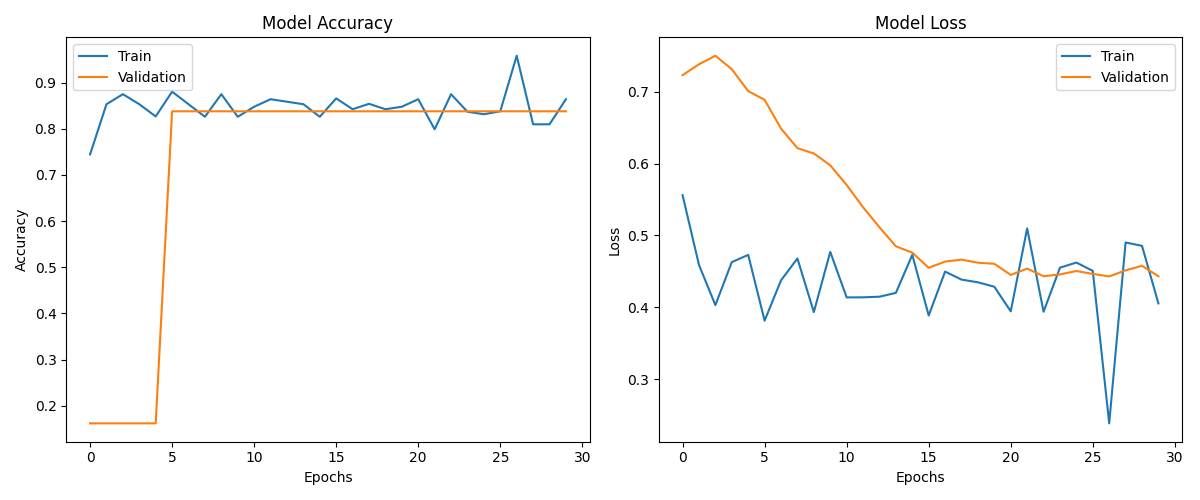 Model Accuracy
Train
Validation
0.9
0.8
0.7
0.6
0.5
0.4
0.3
0.2
Accuracy
0 5 10 15 20 25 30
Epochs
Model Loss
Train
Validation
0.7
0.6
0.5
0.4
0.3
Loss
0 5 10 15 20 25 30
Epochs